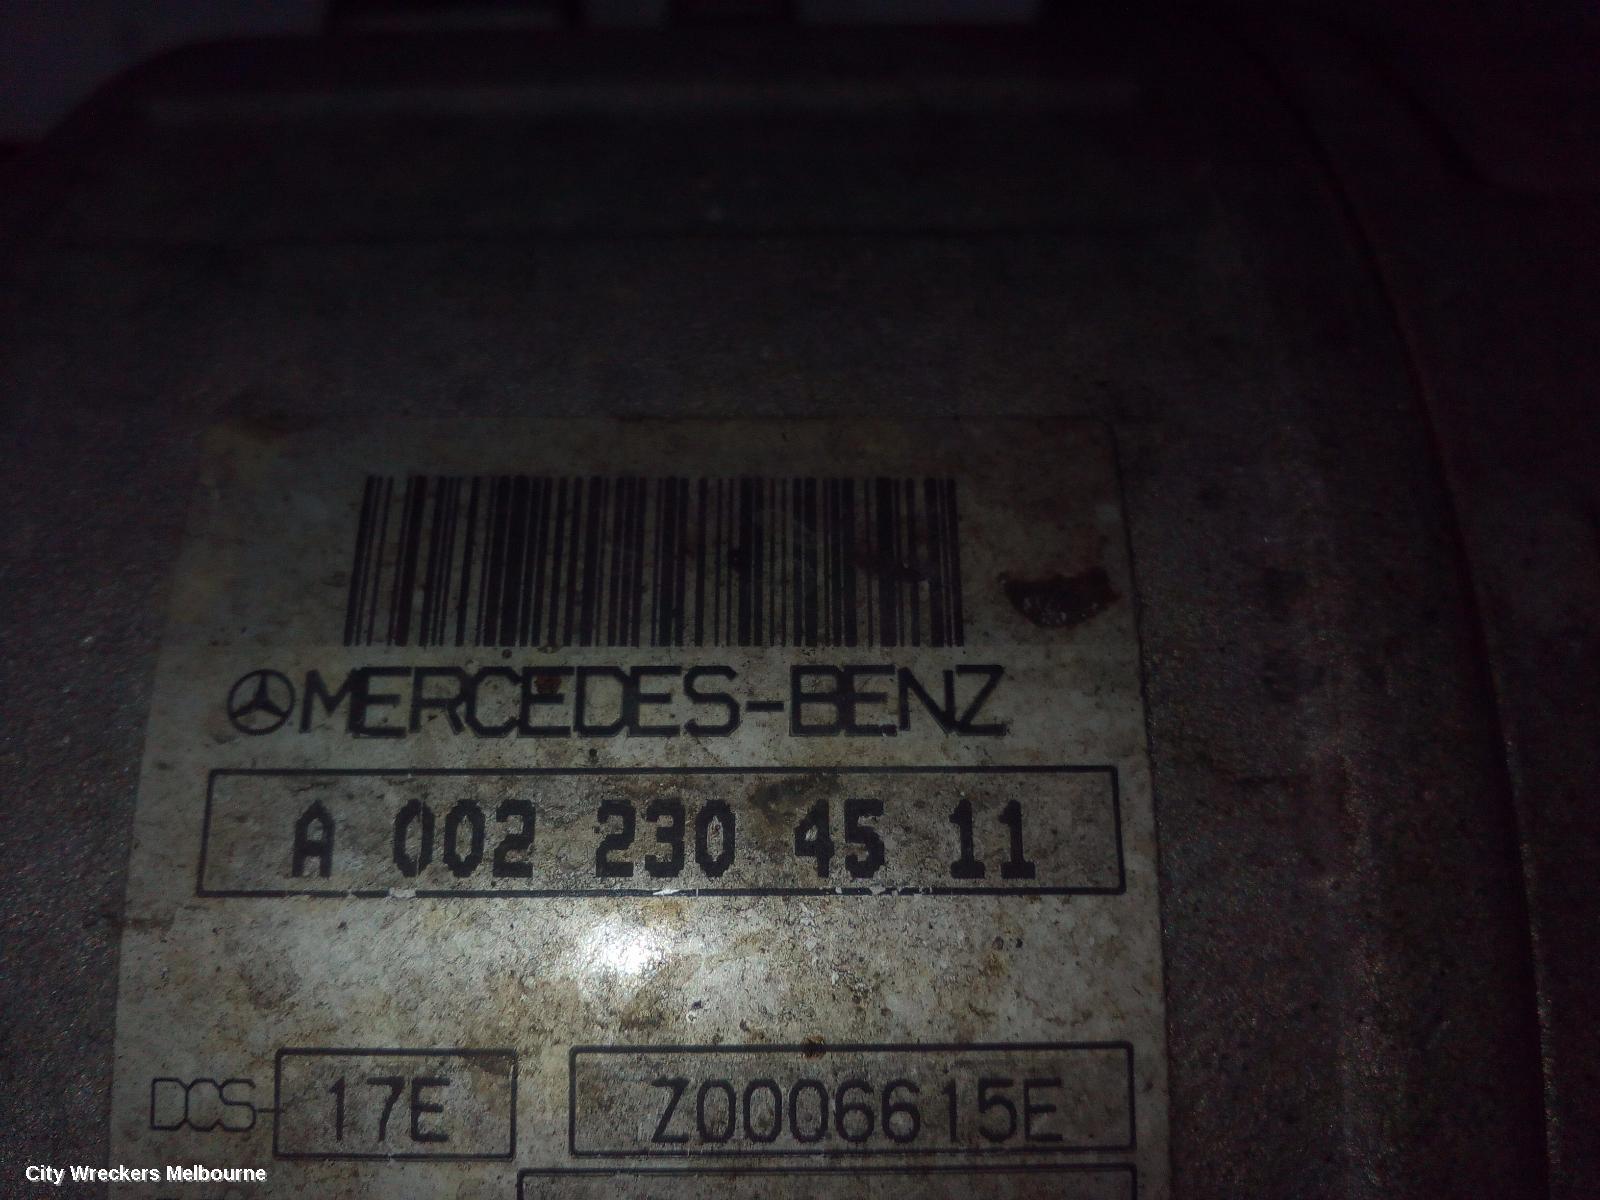 MERCEDES-BENZ
A 002 230 45 11
DCS- 17E Z0006615E
City Wreckers Melbourne